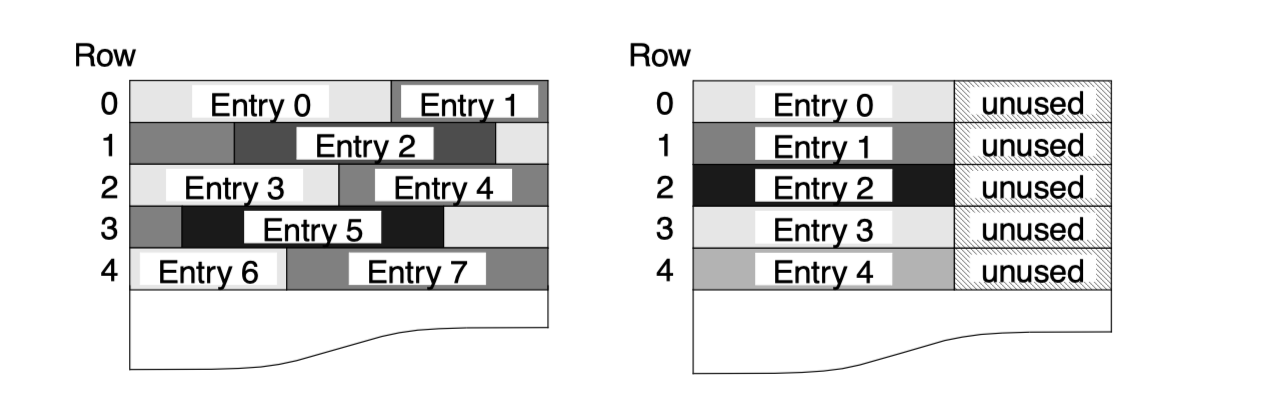 Row
0 Entry 0 Entry 1
1 Entry 2
2 Entry 3 Entry 4
3 Entry 5
4 Entry 6 Entry 7
Row
0 Entry 0 unused
1 Entry 1 unused
2 Entry 2 unused
3 Entry 3 unused
4 Entry 4 unused